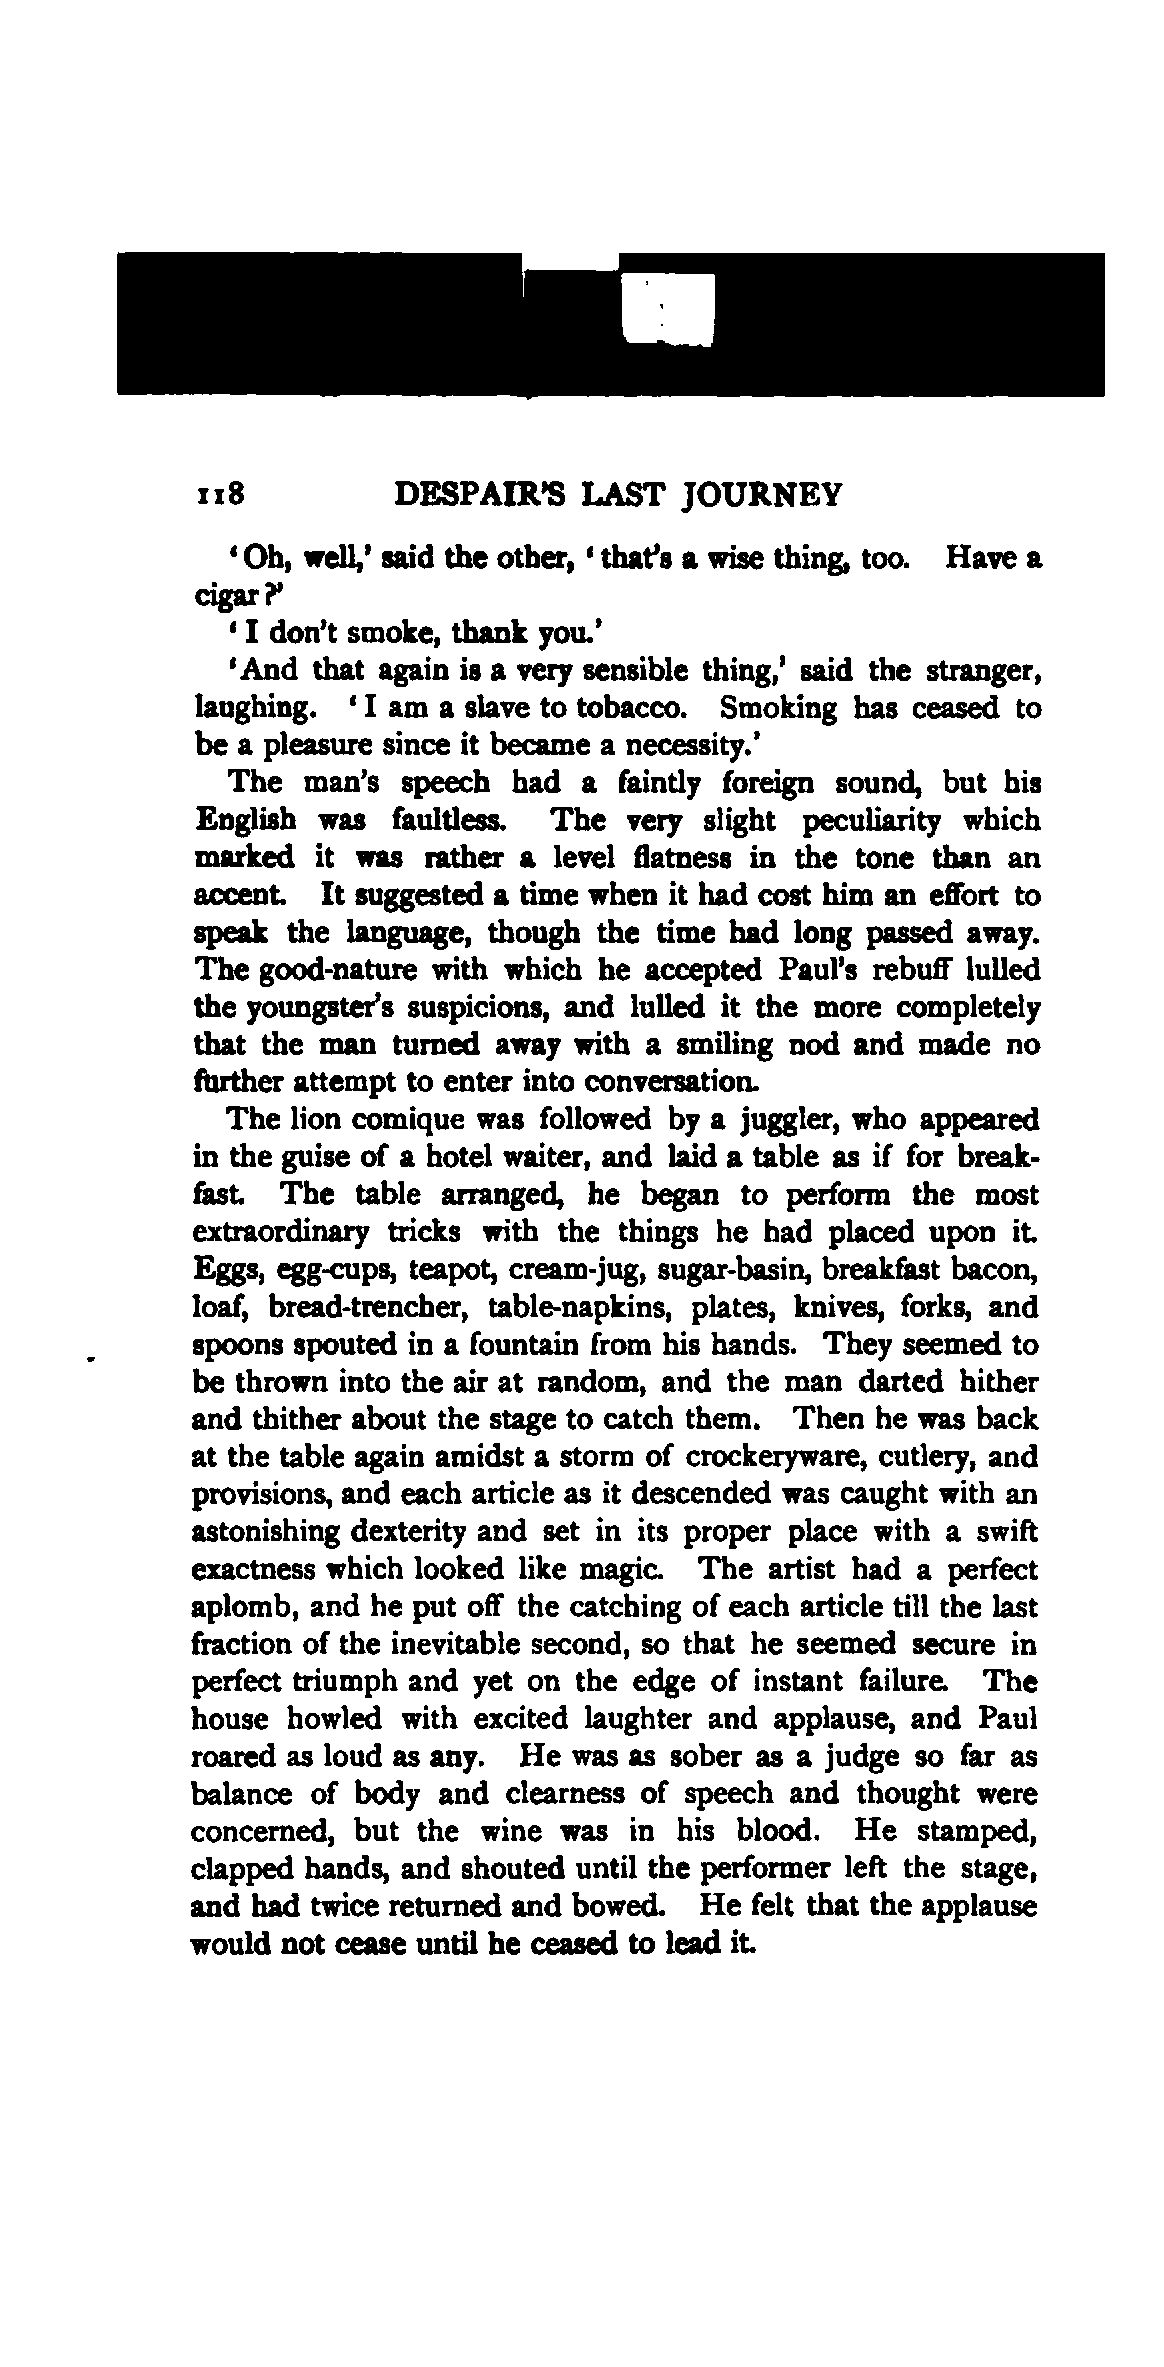 118 DESPAIR'S LAST JOURNEY
‘Oh, well,’ said the other, ‘that's a wise thing, too. Have a
cigar?’
‘I don't smoke, thank you.’
‘And that again is a very sensible thing,’ said the stranger,
laughing. ‘I am a slave to tobacco. Smoking has ceased to
be a pleasure since it became a necessity.’
The man's speech had a faintly foreign sound, but his
English was faultless. The very slight peculiarity which
marked it was rather a level flatness in the tone than an
accent. It suggested a time when it had cost him an effort to
speak the language, though the time had long passed away.
The good-nature with which he accepted Paul's rebuff lulled
the youngster's suspicions, and lulled it the more completely
that the man turned away with a smiling nod and made no
further attempt to enter into conversation.
The lion comique was followed by a juggler, who appeared
in the guise of a hotel waiter, and laid a table as if for break-
fast. The table arranged, he began to perform the most
extraordinary tricks with the things he had placed upon it.
Eggs, egg-cups, teapot, cream-jug, sugar-basin, breakfast bacon,
loaf, bread-trencher, table-napkins, plates, knives, forks, and
spoons spouted in a fountain from his hands. They seemed to
be thrown into the air at random, and the man darted hither
and thither about the stage to catch them. Then he was back
at the table again amidst a storm of crockeryware, cutlery, and
provisions, and each article as it descended was caught with an
astonishing dexterity and set in its proper place with a swift
exactness which looked like magic. The artist had a perfect
aplomb, and he put off the catching of each article till the last
fraction of the inevitable second, so that he seemed secure in
perfect triumph and yet on the edge of instant failure. The
house howled with excited laughter and applause, and Paul
roared as loud as any. He was as sober as a judge so far as
balance of body and clearness of speech and thought were
concerned, but the wine was in his blood. He stamped,
clapped hands, and shouted until the performer left the stage,
and had twice returned and bowed. He felt that the applause
would not cease until he ceased to lead it.